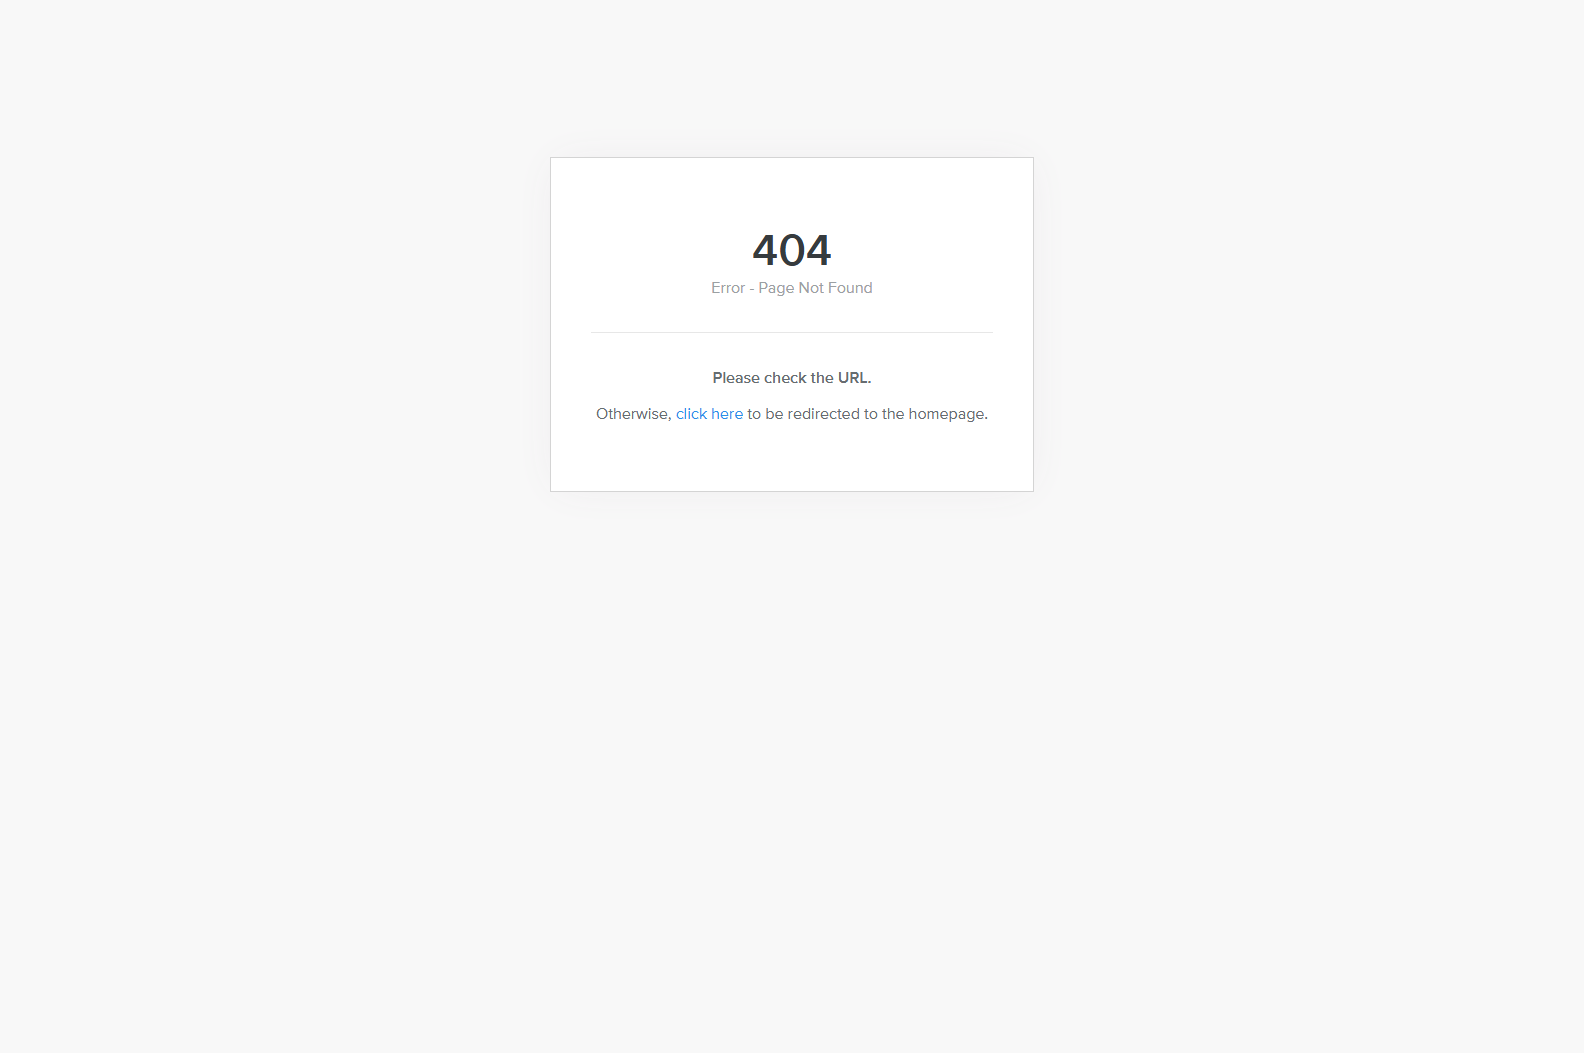 404
Error - Page Not Found
Please check the URL.
Otherwise, click here to be redirected to the homepage.